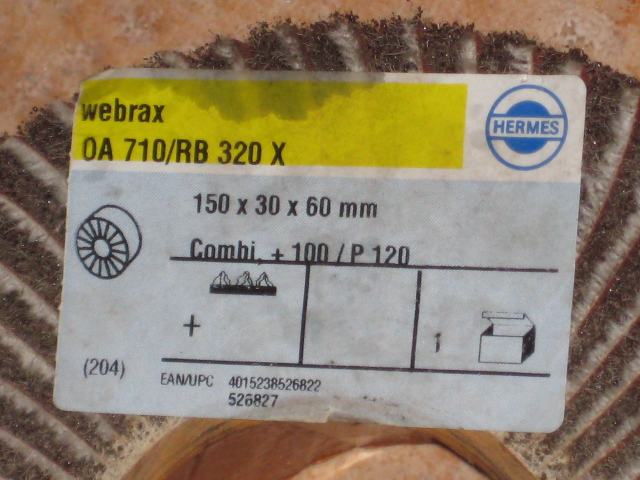 webrax
OA 710/RB 320 X
HERMES
150 x 30 x 60 mm
Combi, + 100 / P 120
+
1
(204)
EAN/UPC 4015238526822
526827